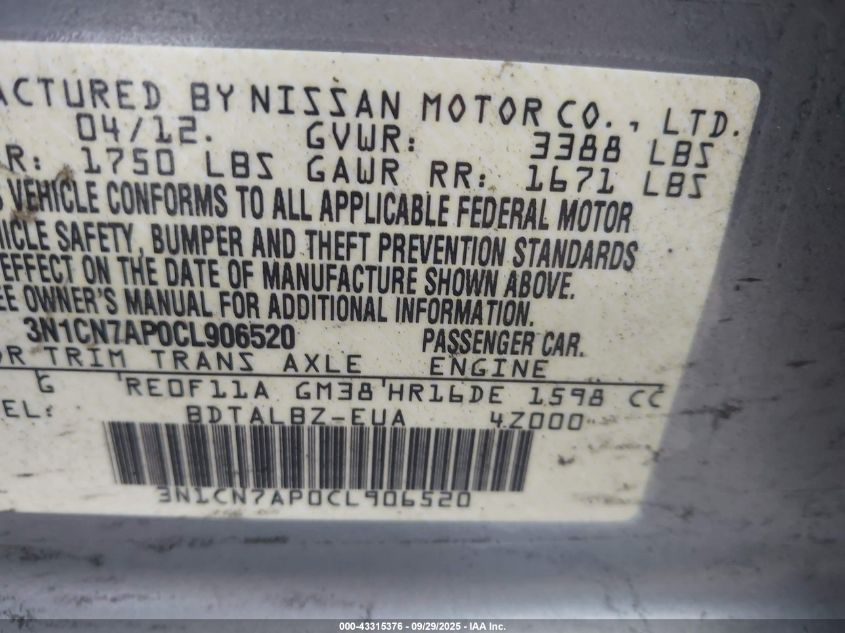 ACTURED BY NISSAN MOTOR CO., LTD.
04/12. GVWR: 3388 LBS
R: 1750 LBS GAWR RR: 1671 LBS
S VEHICLE CONFORMS TO ALL APPLICABLE FEDERAL MOTOR
HICLE SAFETY, BUMPER AND THEFT PREVENTION STANDARDS
EFFECT ON THE DATE OF MANUFACTURE SHOWN ABOVE.
EE OWNER'S MANUAL FOR ADDITIONAL INFORMATION.
3N1CN7AP0CL906520 PASSENGER CAR.
OR TRIM TRANS AXLE ENGINE
G RE0F11A GM38 HR16DE 1598 CC
EL: BDTALBZ-EUA 4Z000
3N1CN7AP0CL906520
000-43315376 | 09/29/2025 - IAA Inc.